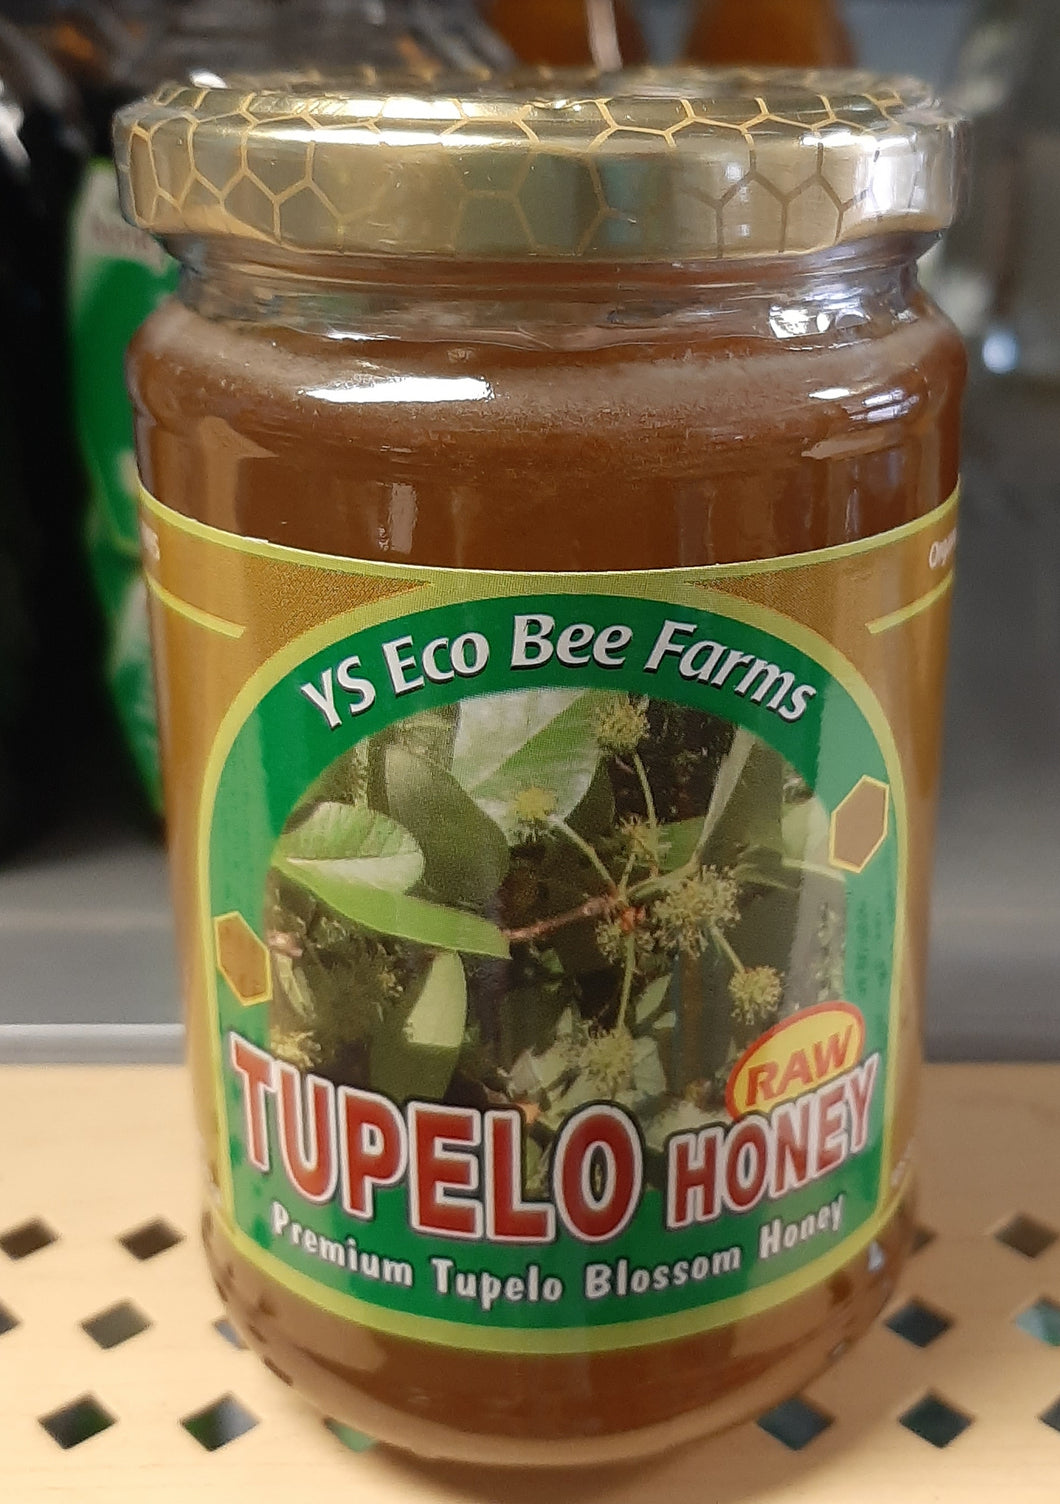 YS Eco Bee Farms
RAW
TUPELO HONEY
Premium Tupelo Blossom Honey